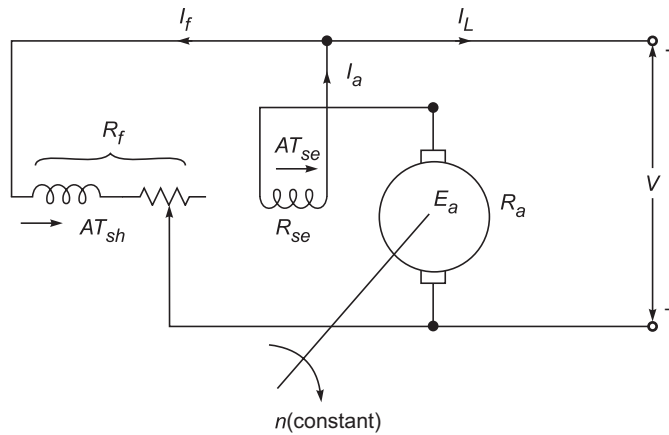 I_f
I_L
I_a
R_f
AT_se
V
E_a
R_a
AT_sh
R_se
n(constant)